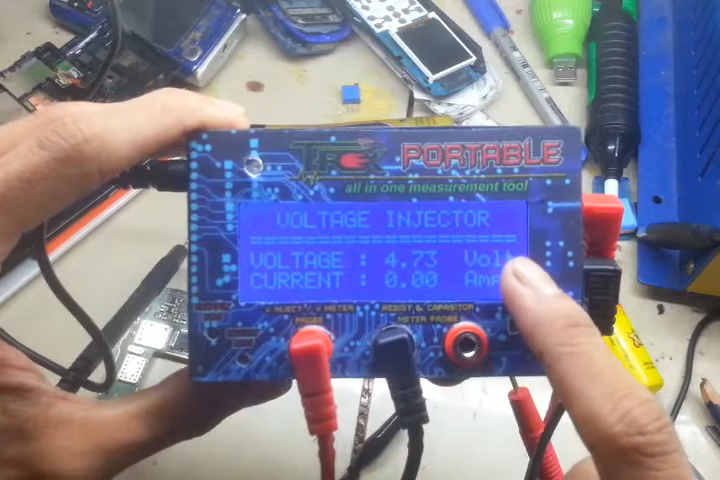 PORTABLE
all in one measurement tool
VOLTAGE INJECTOR
====================
VOLTAGE : 4.73 Volt
CURRENT : 0.00 Amp
V INJECT / V METER
PROBE
RESIST & CAPASITOR
METER PROBE